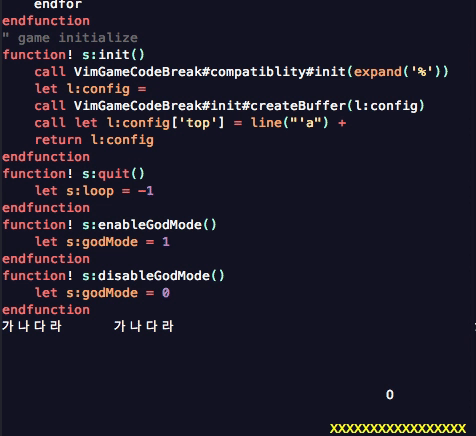 endfor
endfunction
" game initialize
function! s:init()
    call VimGameCodeBreak#compatiblity#init(expand('%'))
    let l:config =
    call VimGameCodeBreak#init#createBuffer(l:config)
    call let l:config['top'] = line("'a") +
    return l:config
endfunction
function! s:quit()
    let s:loop = -1
endfunction
function! s:enableGodMode()
    let s:godMode = 1
endfunction
function! s:disableGodMode()
    let s:godMode = 0
endfunction
가 나 다 라      가 나 다 라
O
XXXXXXXXXXXXXXXXX